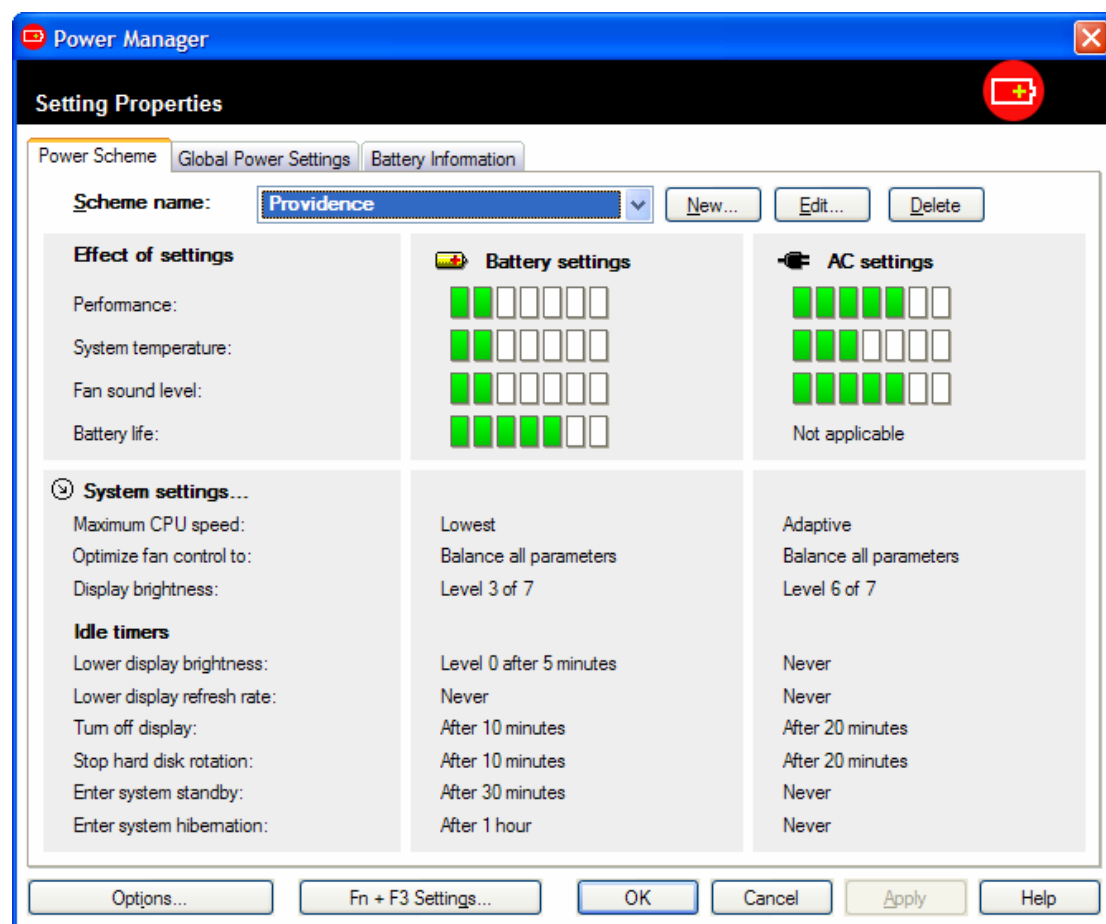 Power Manager
Setting Properties
Power Scheme Global Power Settings Battery Information
Scheme name: Providence New... Edit... Delete
Effect of settings Battery settings AC settings
Performance:
System temperature:
Fan sound level:
Battery life: Not applicable
System settings...
Maximum CPU speed: Lowest Adaptive
Optimize fan control to: Balance all parameters Balance all parameters
Display brightness: Level 3 of 7 Level 6 of 7
Idle timers
Lower display brightness: Level 0 after 5 minutes Never
Lower display refresh rate: Never Never
Turn off display: After 10 minutes After 20 minutes
Stop hard disk rotation: After 10 minutes After 20 minutes
Enter system standby: After 30 minutes Never
Enter system hibernation: After 1 hour Never
Options... Fn + F3 Settings... OK Cancel Apply Help